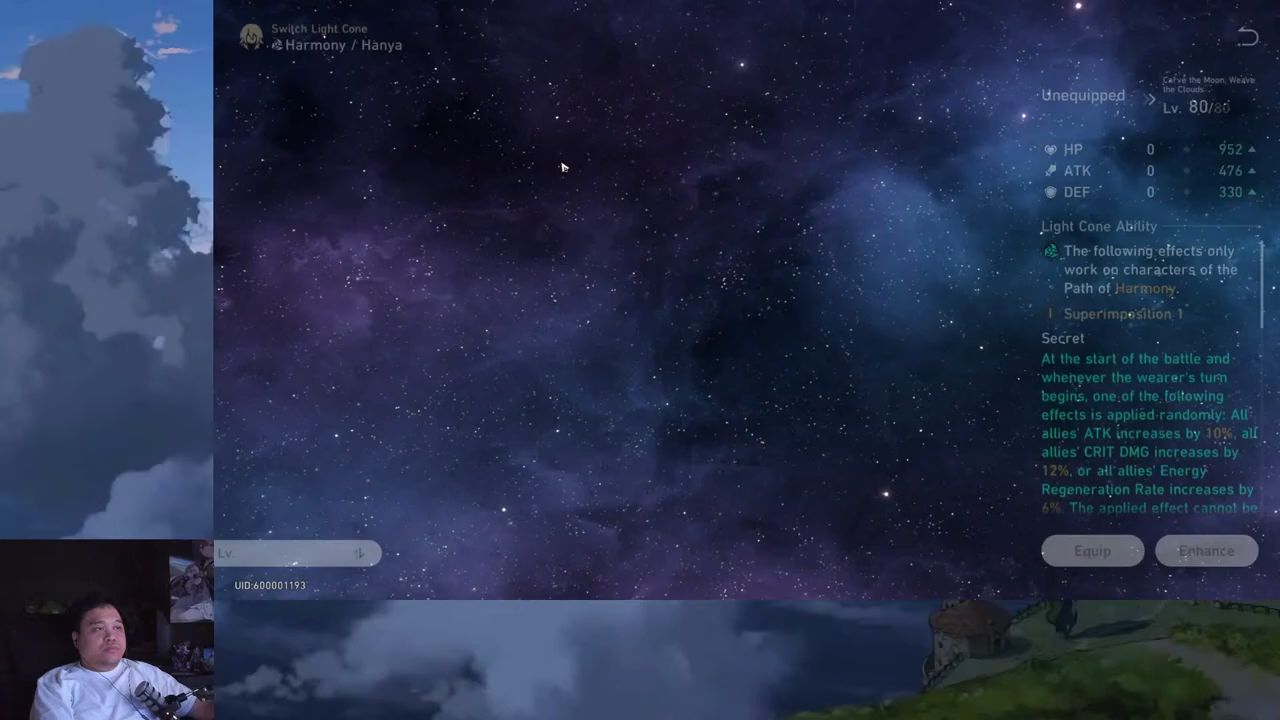 Switch Light Cone
Harmony / Hanya
Unequipped
Carve the Moon, Weave
the Clouds
Lv. 80/80
HP 0 952
ATK 0 476
DEF 0 330
Light Cone Ability
The following effects only
work on characters of the
Path of Harmony.
Superimposition 1
Secret
At the start of the battle and
whenever the wearer's turn
begins, one of the following
effects is applied randomly: All
allies' ATK increases by 10%, all
allies' CRIT DMG increases by
12%, or all allies' Energy
Regeneration Rate increases by
6%. The applied effect cannot be
Lv.
Equip
Enhance
UID:600001193